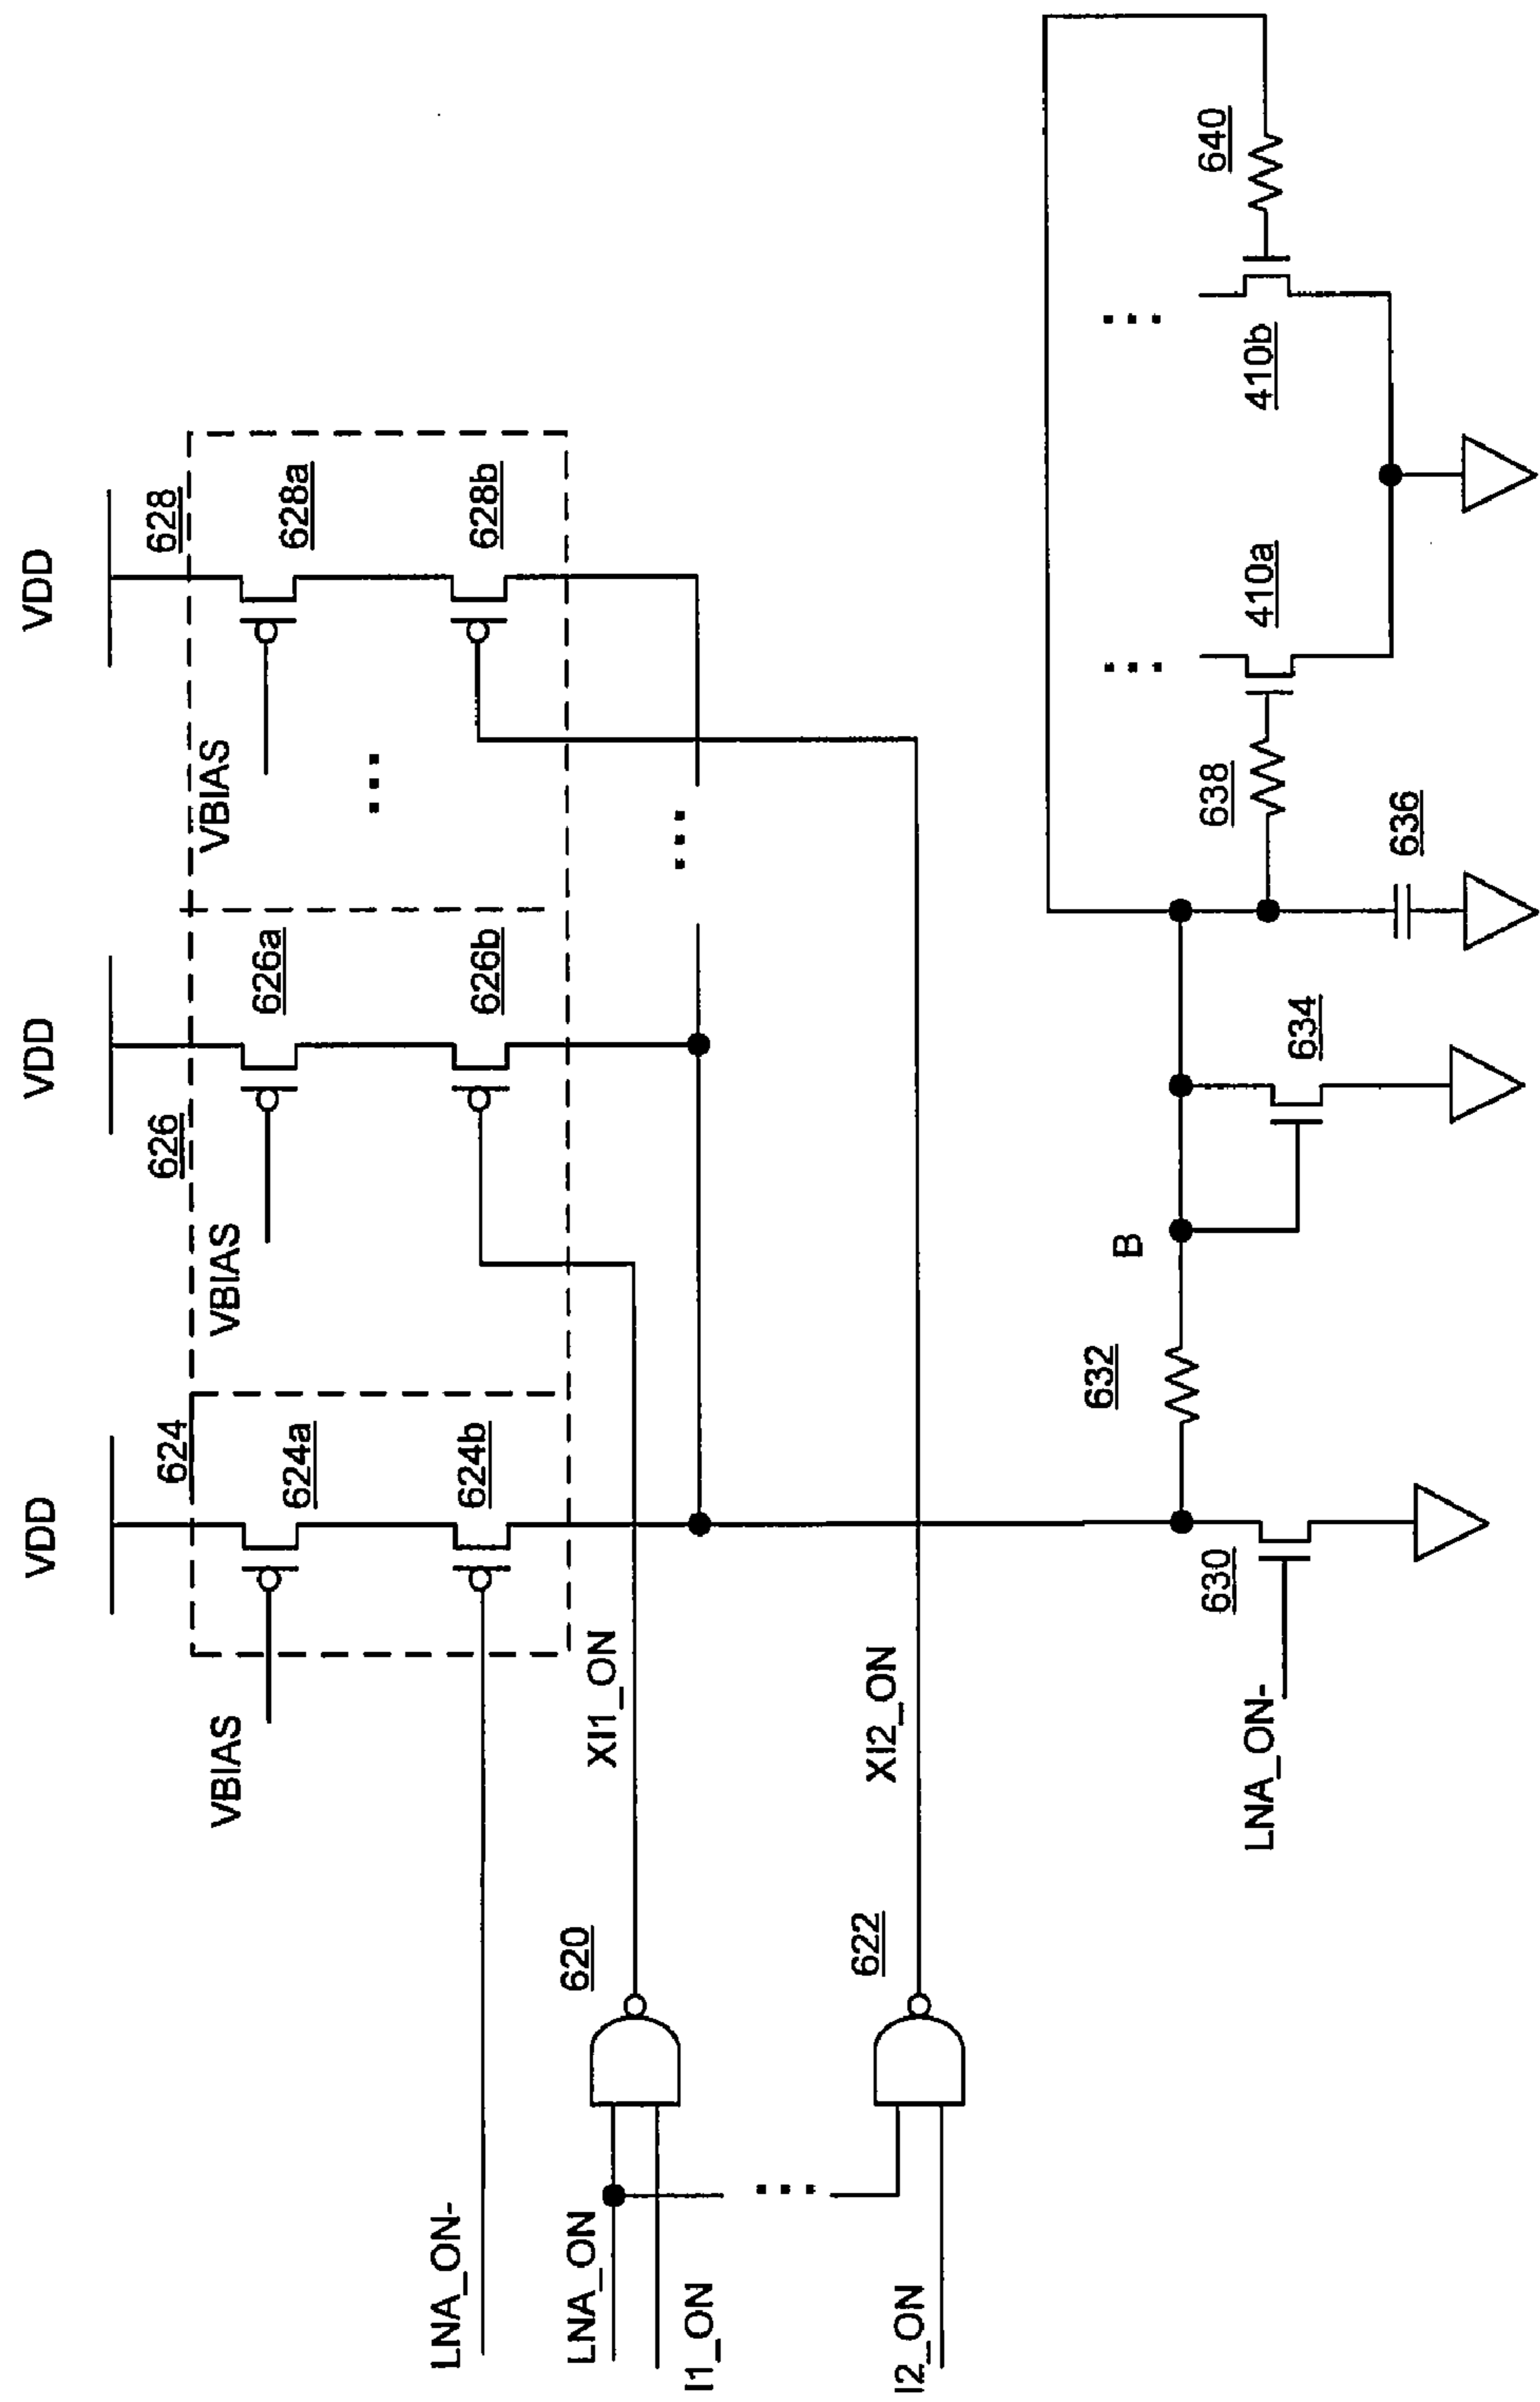 VDD
VDD
VDD
624
626
628
VBIAS
VBIAS
VBIAS
624a
626a
628a
624b
626b
628b
LNA_ON-
LNA_ON
I1_ON
620
XI1_ON
I2_ON
622
XI2_ON
LNA_ON-
630
632
B
634
636
638
410a
410b
640